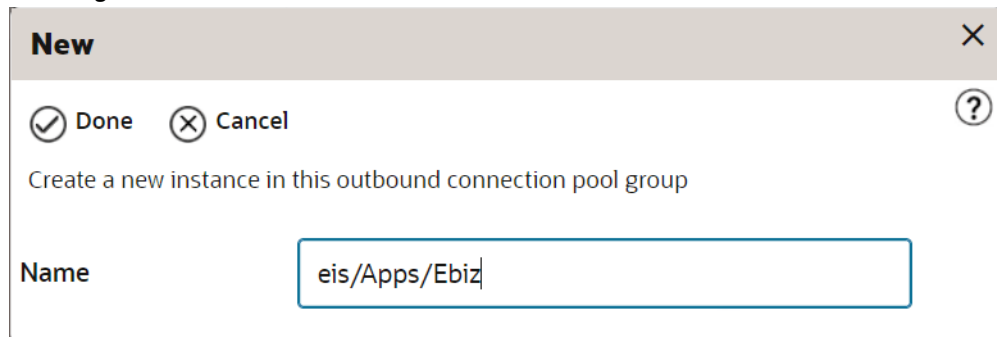 New
Done Cancel
Create a new instance in this outbound connection pool group
Name eis/Apps/Ebiz